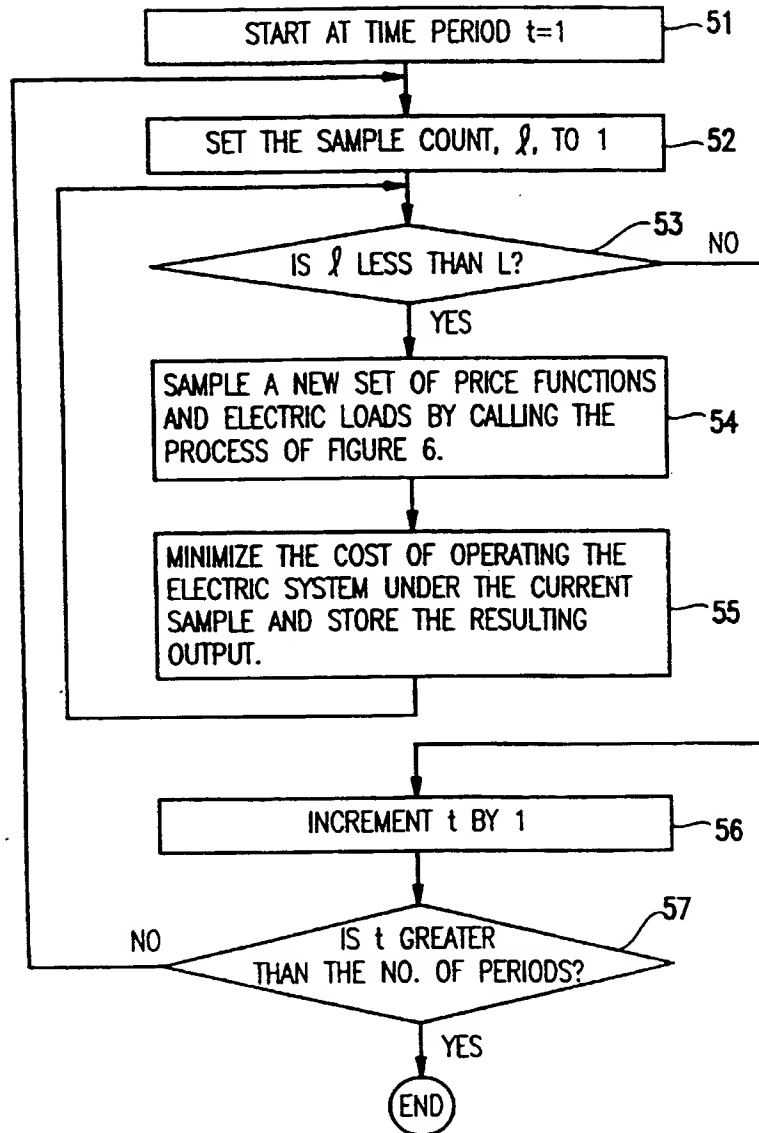 START AT TIME PERIOD t=1
51
SET THE SAMPLE COUNT, ℓ, TO 1
52
53
IS ℓ LESS THAN L?
NO
YES
SAMPLE A NEW SET OF PRICE FUNCTIONS
AND ELECTRIC LOADS BY CALLING THE
PROCESS OF FIGURE 6.
54
MINIMIZE THE COST OF OPERATING THE
ELECTRIC SYSTEM UNDER THE CURRENT
SAMPLE AND STORE THE RESULTING
OUTPUT.
55
INCREMENT t BY 1
56
57
NO
IS t GREATER
THAN THE NO. OF PERIODS?
YES
END